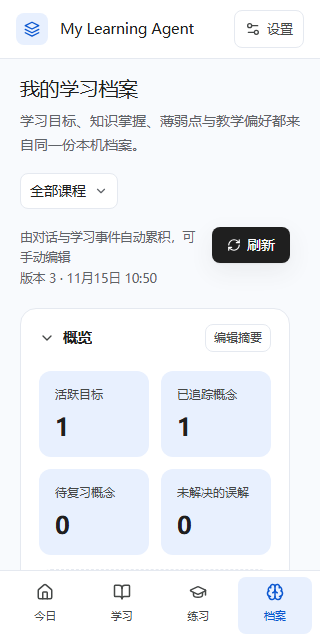 My Learning Agent
设置
我的学习档案
学习目标、知识掌握、薄弱点与教学偏好都来
自同一份本机档案。
全部课程
由对话与学习事件自动累积，可
手动编辑
版本 3 · 11月15日 10:50
刷新
概览
编辑摘要
活跃目标
1
已追踪概念
1
待复习概念
0
未解决的误解
0
今日
学习
练习
档案